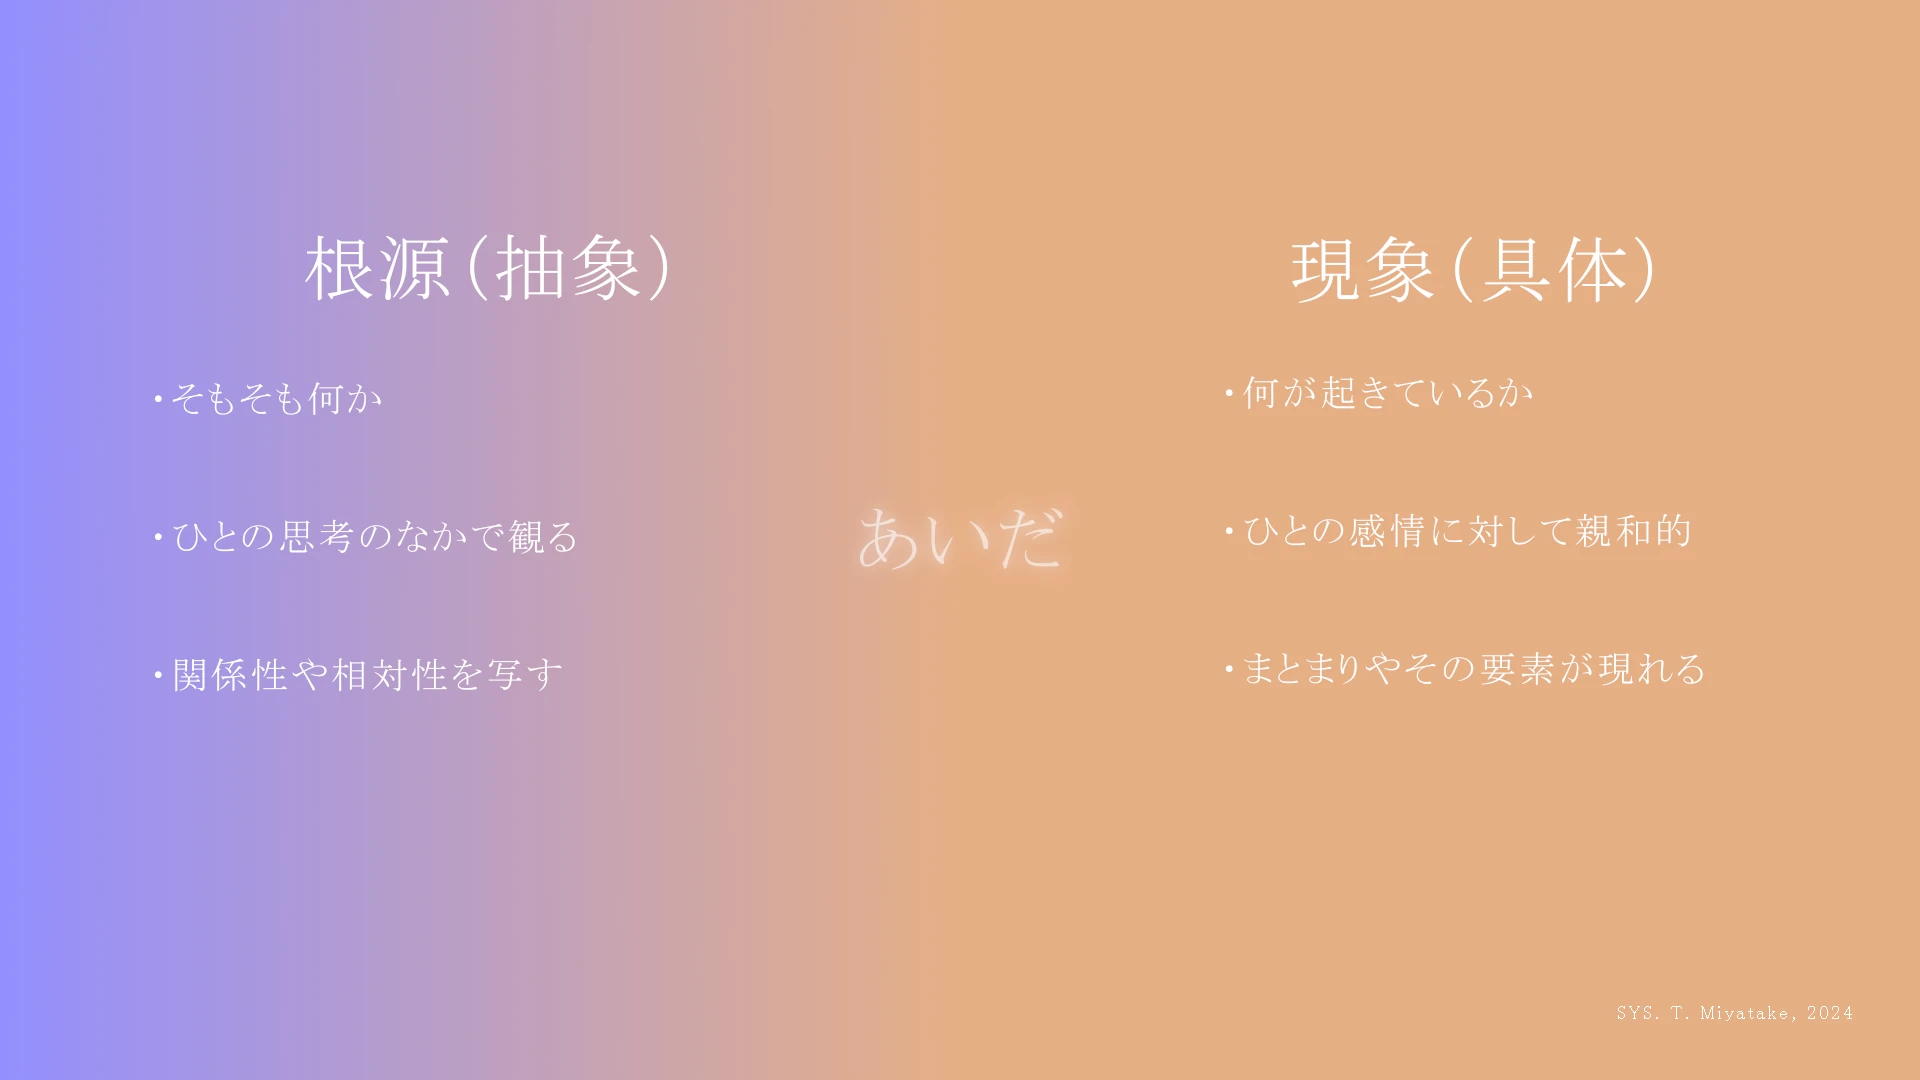 根源（抽象）
・そもそも何か
・ひとの思考のなかで観る
・関係性や相対性を写す
あいだ
現象（具体）
・何が起きているか
・ひとの感情に対して親和的
・まとまりやその要素が現れる
SYS. T. Miyatake, 2024